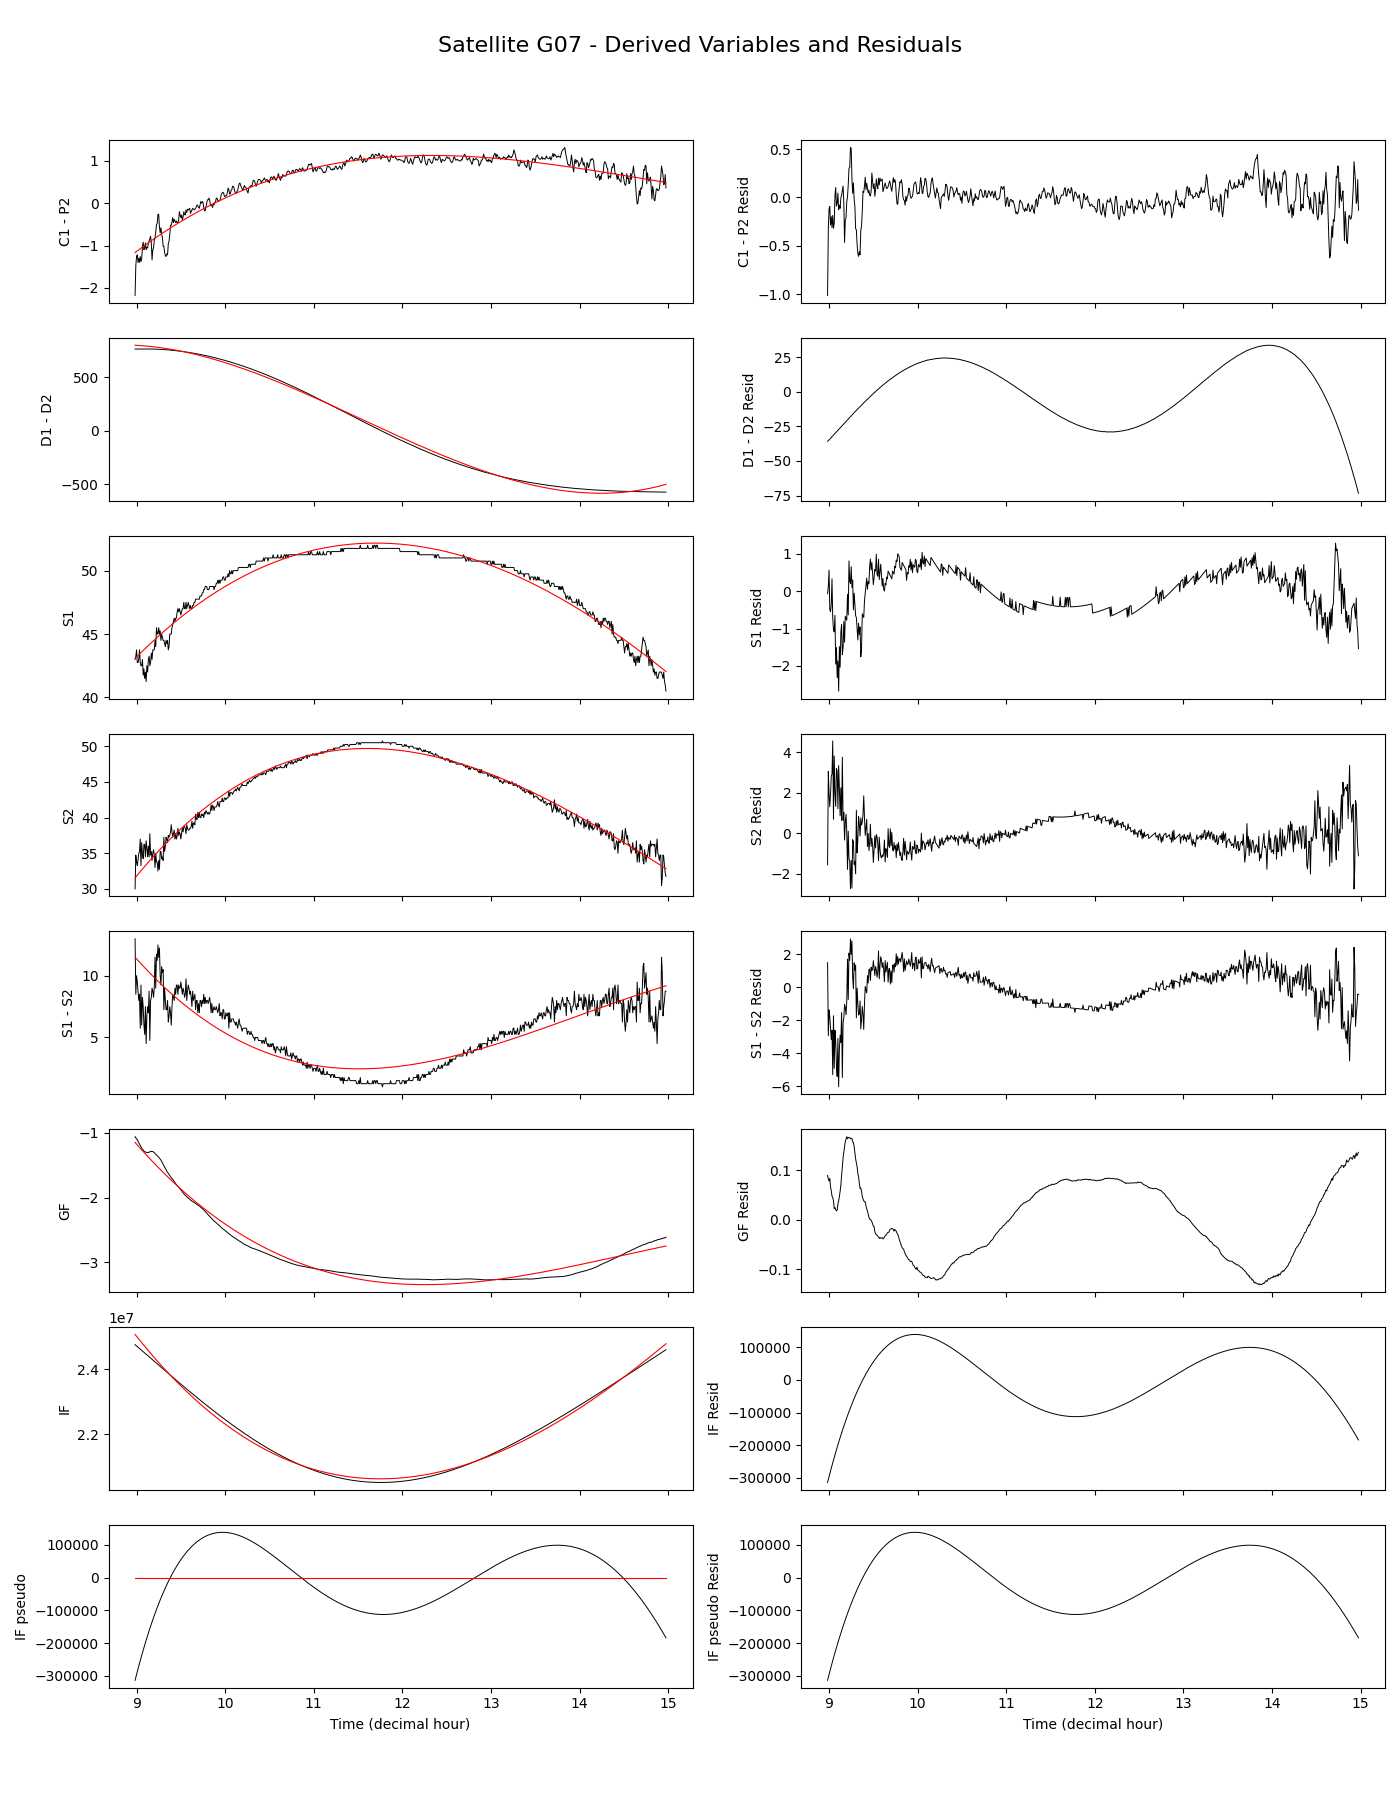 Satellite G07 - Derived Variables and Residuals
1
0
−1
−2
C1 - P2
0.5
0.0
−0.5
−1.0
C1 - P2 Resid
500
0
−500
D1 - D2
25
0
−25
−50
−75
D1 - D2 Resid
50
45
40
S1
1
0
−1
−2
S1 Resid
50
45
40
35
30
S2
4
2
0
−2
S2 Resid
10
5
S1 - S2
2
0
−2
−4
−6
S1 - S2 Resid
−1
−2
−3
GF
0.1
0.0
−0.1
GF Resid
1e7
2.4
2.2
IF
100000
0
−100000
−200000
−300000
IF Resid
100000
0
−100000
−200000
−300000
IF pseudo
9 10 11 12 13 14 15
Time (decimal hour)
100000
0
−100000
−200000
−300000
IF pseudo Resid
9 10 11 12 13 14 15
Time (decimal hour)